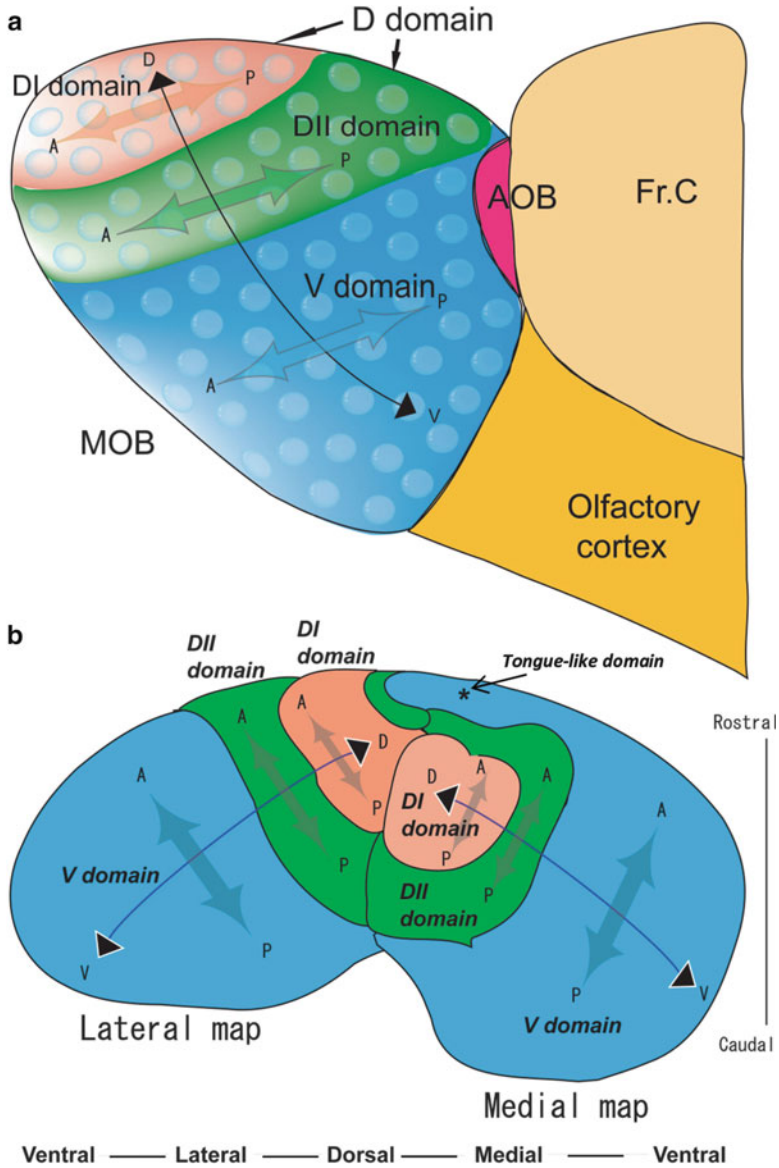 a
D domain
D
DI domain
P
A
DII domain
P
A
AOB
Fr.C
V domain
P
A
V
MOB
Olfactory
cortex
b
DII
domain
DI
domain
Tongue-like domain
*
Rostral
A
A
D
D
A
A
A
A
DI
domain
P
P
V domain
P
P
DII
domain
P
V
P
P
V
V domain
Lateral map
Caudal
Medial map
Ventral — Lateral — Dorsal — Medial — Ventral